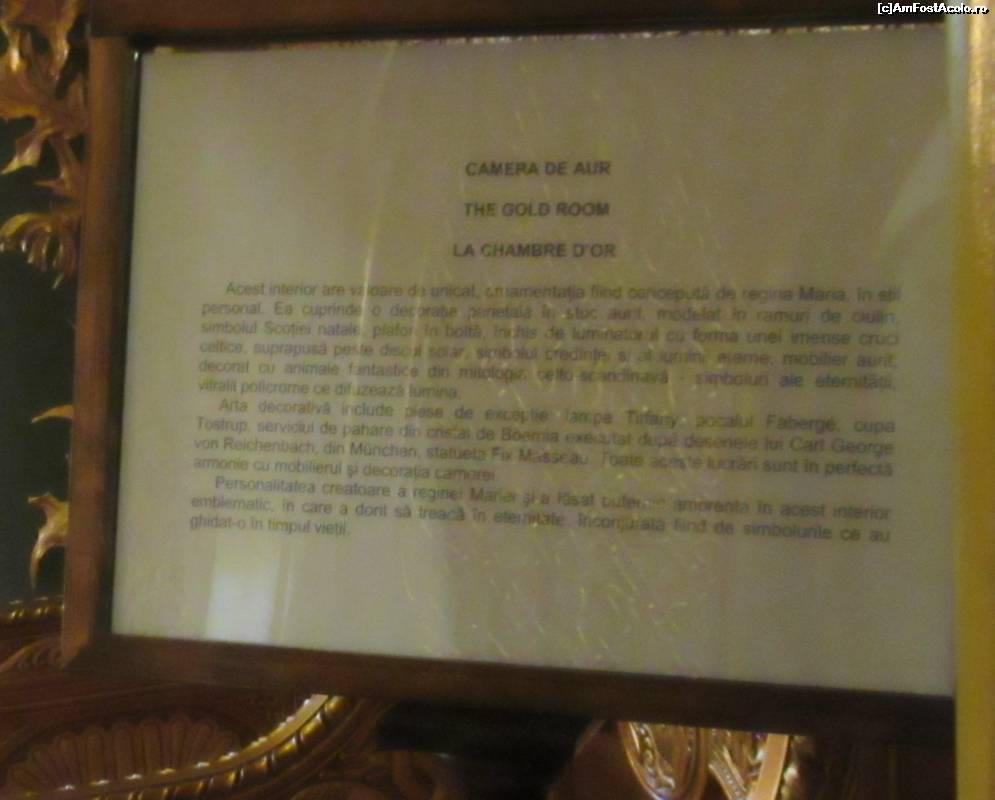 [c]AmFostAcolo.ro
CAMERA DE AUR
THE GOLD ROOM
LA CHAMBRE D'OR
Acest interior are valoare de unicat, ornamentaţia fiind concepută de regina Maria, în stil
personal. Ea cuprinde o decoraţie parietală în stuc aurit, modelat în ramuri de ciulin,
simbolul Scoţiei natale, plafon în boltă, închis de luminatorul cu forma unei imense cruci
celtice, suprapusă peste discul solar, simbolul credinţei şi al luminii eterne, mobilier aurit,
decorat cu animale fantastice din mitologia celto-scandinavă - simboluri ale eternităţii,
vitralii policrome ce difuzează lumina.
Arta decorativă include piese de excepţie: lampa Tiffany, pocalul Fabergé, cupa
Tostrup, serviciul de pahare din cristal de Boemia executat după desenele lui Carl George
von Reichenbach, din München, statueta Fix Masseau. Toate aceste lucrări sunt în perfectă
armonie cu mobilierul şi decoraţia camerei.
Personalitatea creatoare a reginei Maria şi-a lăsat puternic amprenta în acest interior
emblematic, în care a dorit să treacă în eternitate, înconjurată fiind de simbolurile ce au
ghidat-o în timpul vieţii.